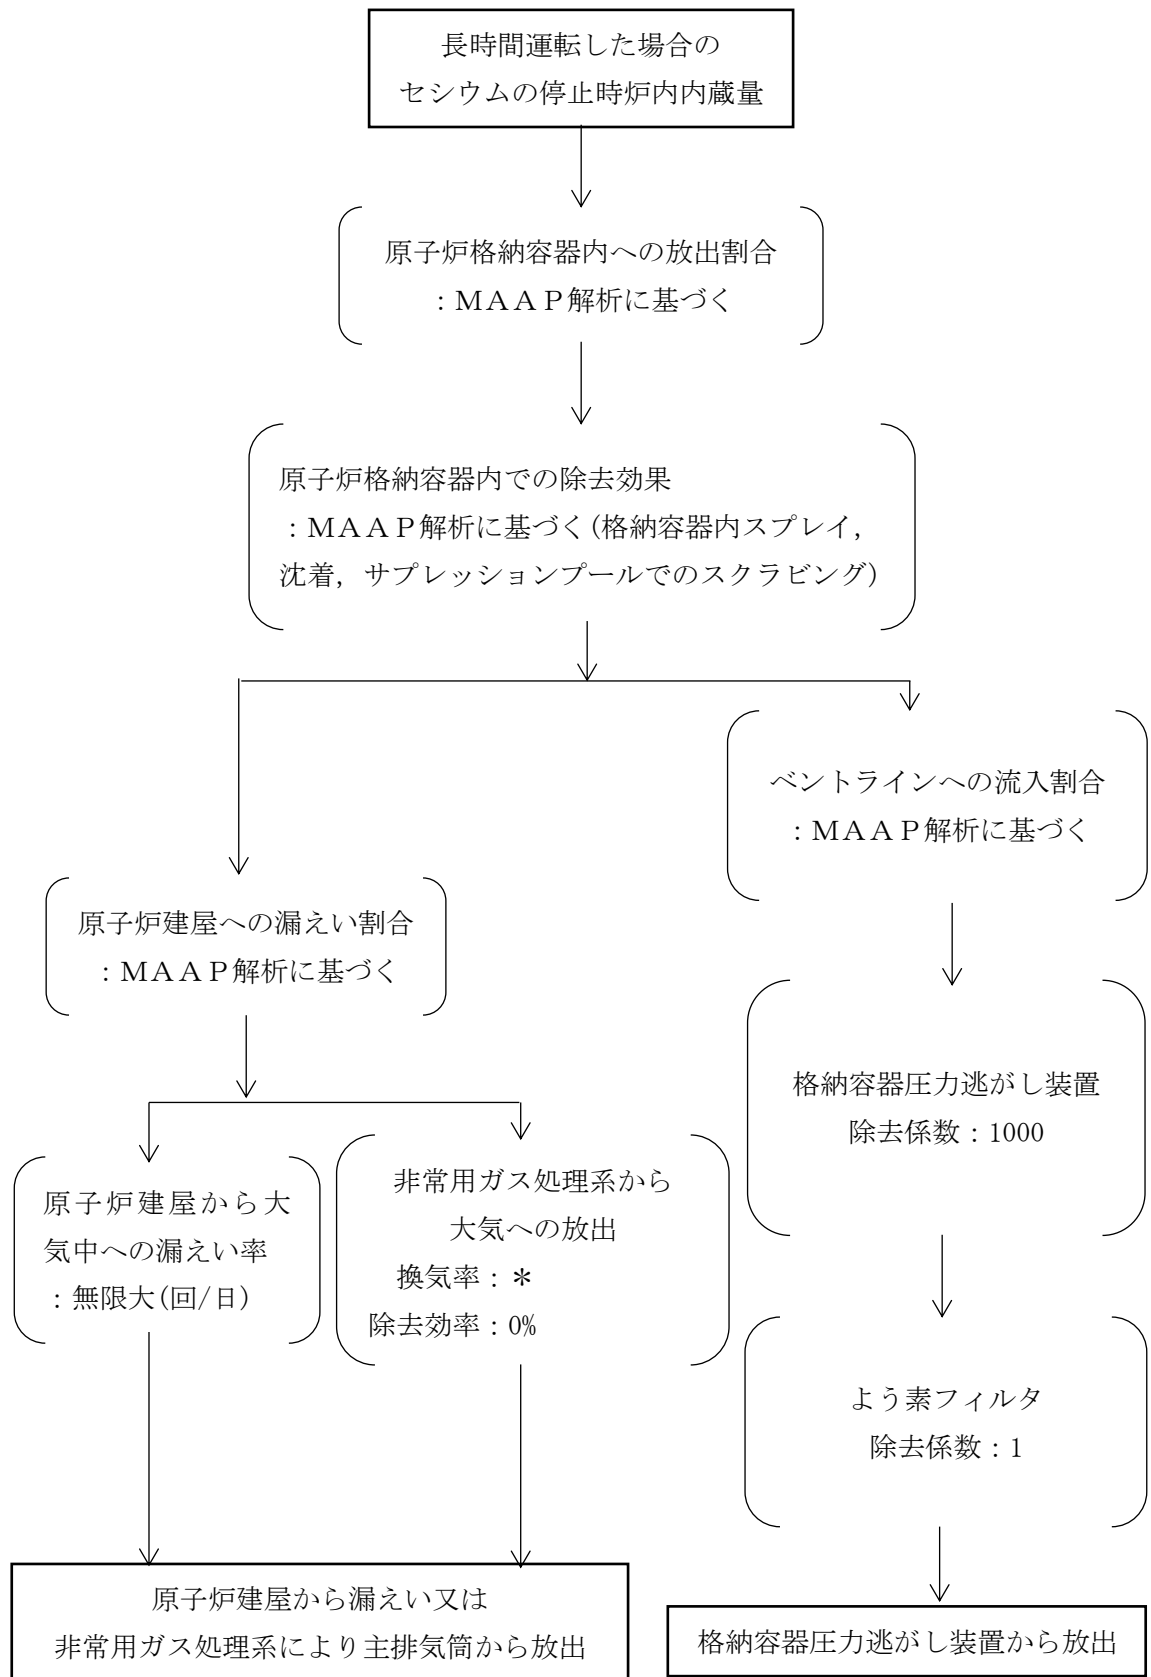 長時間運転した場合の
セシウムの停止時炉内内蔵量
原子炉格納容器内への放出割合
：ＭＡＡＰ解析に基づく
原子炉格納容器内での除去効果
：ＭＡＡＰ解析に基づく(格納容器内スプレイ,
沈着, サプレッションプールでのスクラビング)
ベントラインへの流入割合
：ＭＡＡＰ解析に基づく
原子炉建屋への漏えい割合
：ＭＡＡＰ解析に基づく
格納容器圧力逃がし装置
除去係数：1000
原子炉建屋から大
気中への漏えい率
：無限大(回/日)
非常用ガス処理系から
大気への放出
換気率：＊
除去効率：0%
よう素フィルタ
除去係数：1
原子炉建屋から漏えい又は
非常用ガス処理系により主排気筒から放出
格納容器圧力逃がし装置から放出